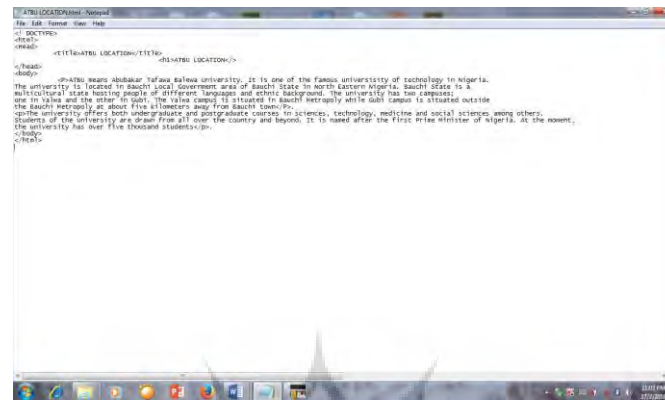 ATBU LOCATION.html - Notepad
File Edit Format View Help
<! DOCTYPE>
<html>
<head>
<title>ATBU LOCATION</title>
<h1>ATBU LOCATION</>
</head>
<body>
<P>ATBU means Abubakar Tafawa Balewa University. It is one of the famous university of technology in Nigeria.
The university is located in Bauchi Local Government area of Bauchi State in North Eastern Nigeria. Bauchi State is a
multicultural state hosting people of different languages and ethnic background. The university has two campuses;
one in Yalwa and the other in Gubi. The Yalwa campus is situated in Bauchi Metropoly while Gubi campus is situated outside
the Bauchi Metropoly at about five kilometers away from Bauchi town</P>.
<p>The university offers both undergraduate and postgraduate courses in sciences, technology, medicine and social sciences among others.
Students of the university are drawn from all over the country and beyond. It is named after the first Prime Minister of Nigeria. At the moment,
the university has over five thousand students</p>.
</body>
</html>